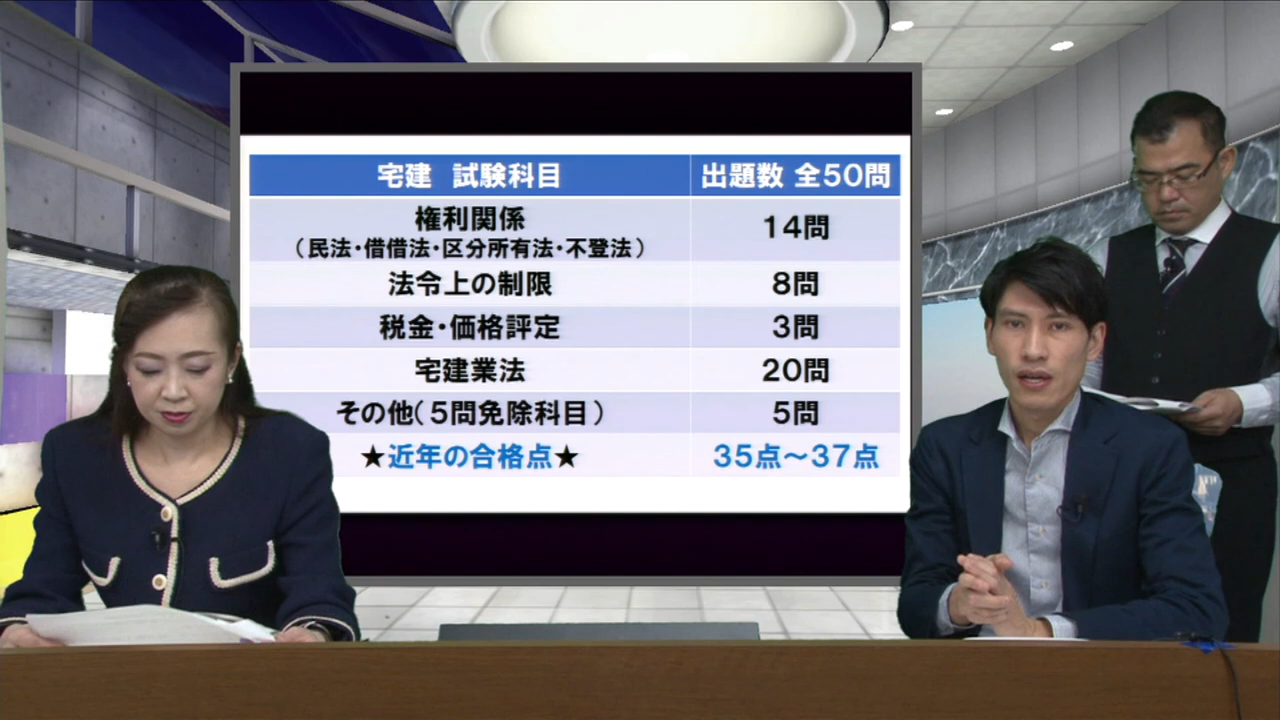 宅建 試験科目 出題数 全50問
権利関係
（民法・借借法・区分所有法・不登法） 14問
法令上の制限 8問
税金・価格評定 3問
宅建業法 20問
その他（5問免除科目） 5問
★近年の合格点★ 35点～37点